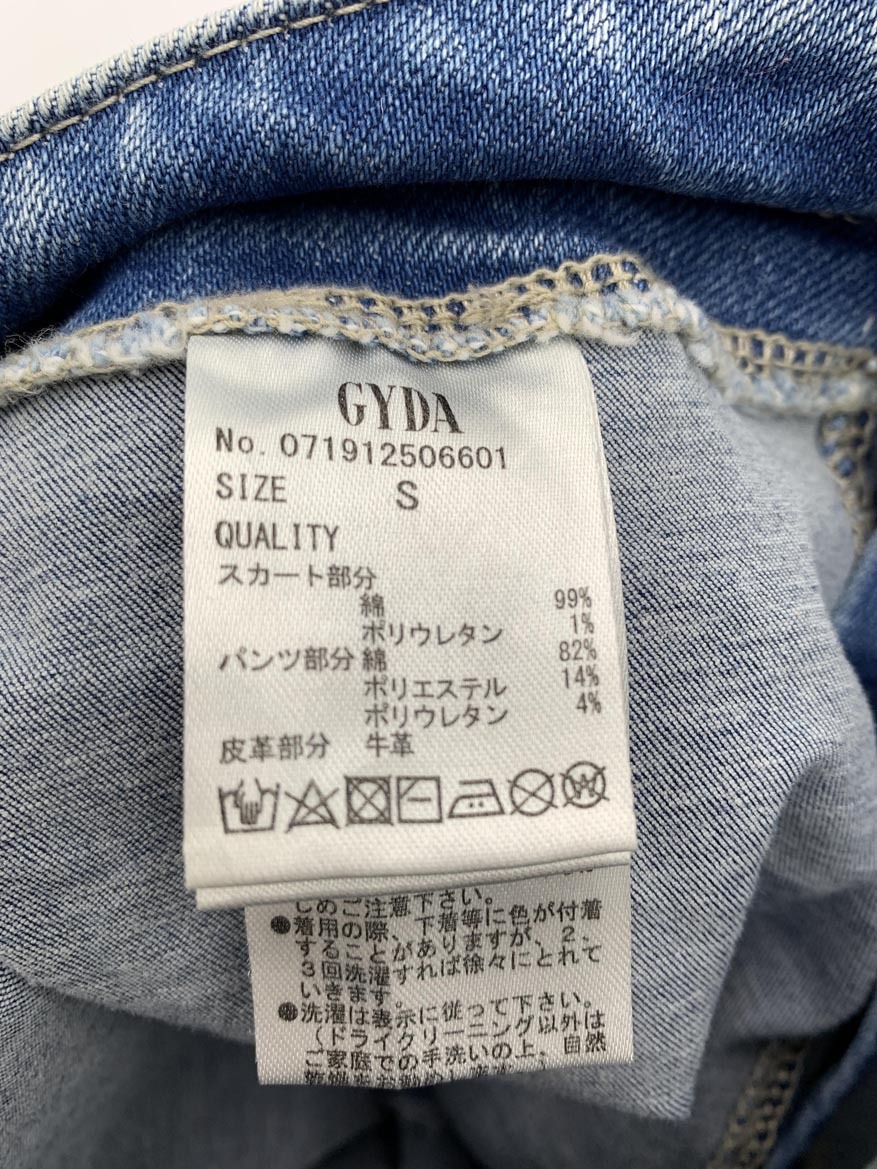 GYDA
No. 071912506601
SIZE S
QUALITY
スカート部分
綿 99%
ポリウレタン 1%
パンツ部分 綿 82%
ポリエステル 14%
ポリウレタン 4%
皮革部分 牛革
じめご注意下さい。
●着用の際、下着等に色が付着
することがありますが、2、
3回洗濯すれば徐々にとれて
いきます。
●洗濯は表示に従って下さい。
(ドライクリーニング以外は
ご家庭での手洗いの上、自然